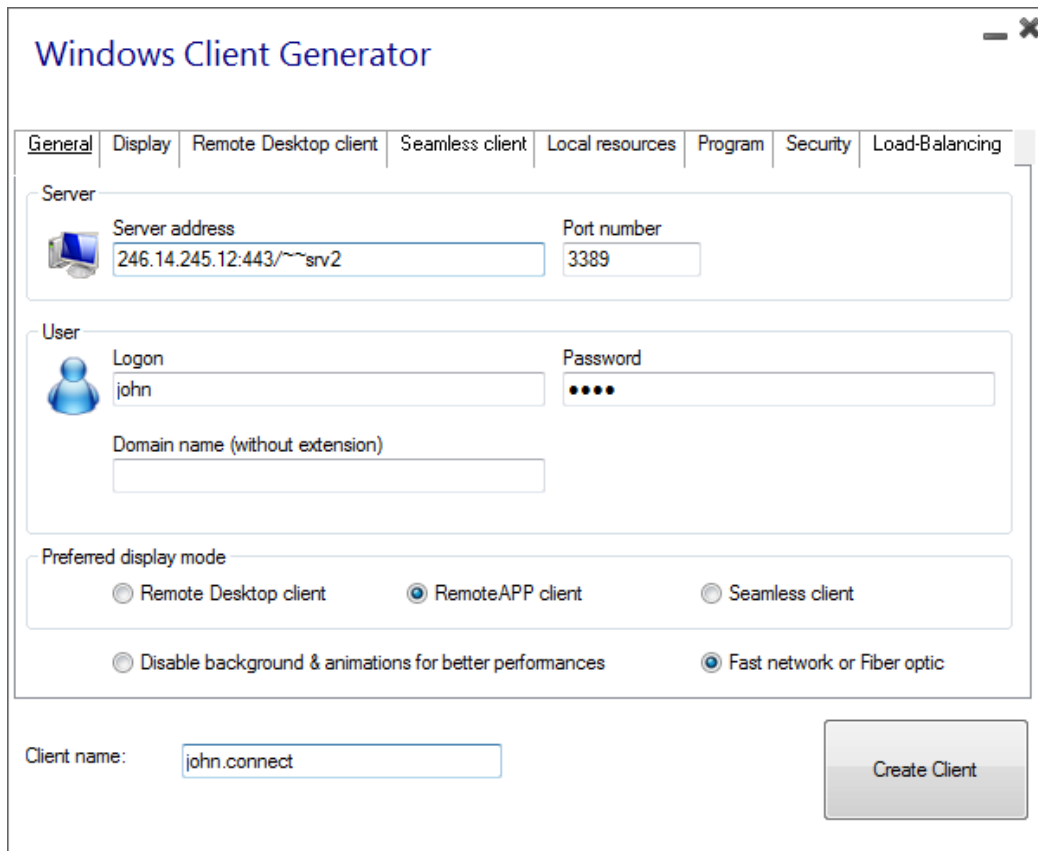 Windows Client Generator
General Display Remote Desktop client Seamless client Local resources Program Security Load-Balancing
Server
Server address Port number
246.14.245.12:443/~~srv2 3389
User
Logon Password
john ••••
Domain name (without extension)
Preferred display mode
Remote Desktop client RemoteAPP client Seamless client
Disable background & animations for better performances Fast network or Fiber optic
Client name: john.connect Create Client